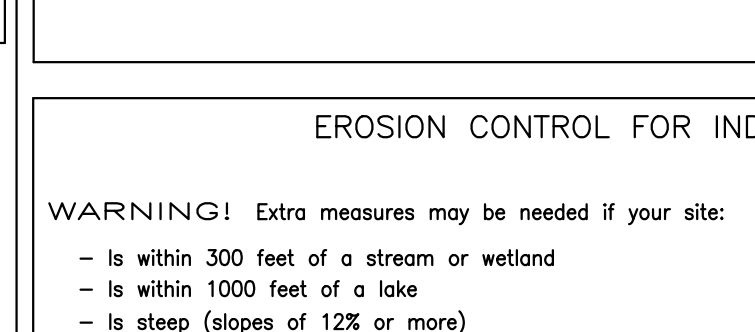 EROSION CONTROL FOR IND
WARNING! Extra measures may be needed if your site:
– Is within 300 feet of a stream or wetland
– Is within 1000 feet of a lake
– Is steep (slopes of 12% or more)